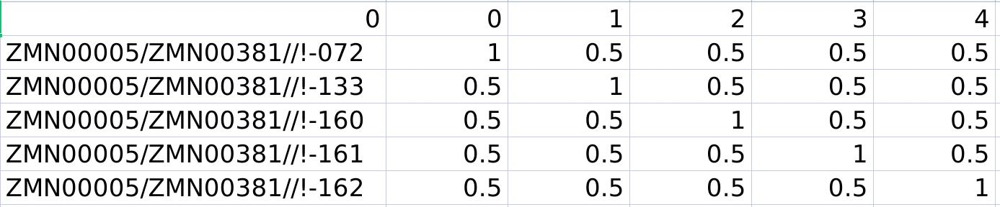 0 0 1 2 3 4
ZMN00005/ZMN00381//!-072 1 0.5 0.5 0.5 0.5
ZMN00005/ZMN00381//!-133 0.5 1 0.5 0.5 0.5
ZMN00005/ZMN00381//!-160 0.5 0.5 1 0.5 0.5
ZMN00005/ZMN00381//!-161 0.5 0.5 0.5 1 0.5
ZMN00005/ZMN00381//!-162 0.5 0.5 0.5 0.5 1